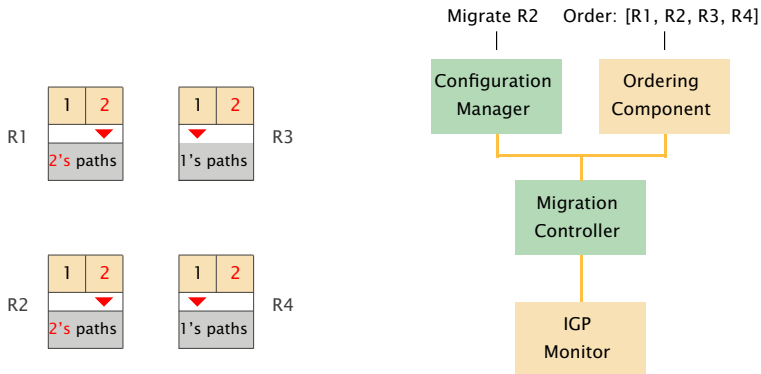 Migrate R2
Order: [R1, R2, R3, R4]
Configuration
Manager
Ordering
Component
R1
1 2
2's paths
1 2
1's paths
R3
Migration
Controller
R2
1 2
2's paths
1 2
1's paths
R4
IGP
Monitor